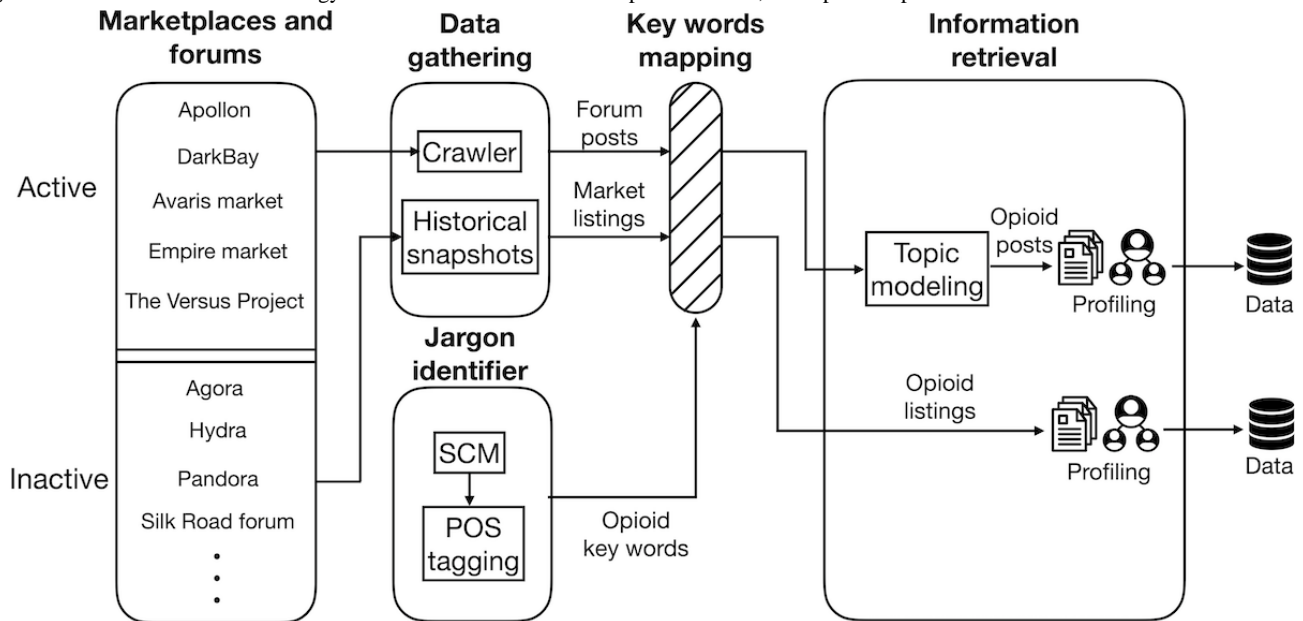 Marketplaces and
forums
Data
gathering
Key words
mapping
Information
retrieval
Active
Apollon
DarkBay
Avaris market
Empire market
The Versus Project
Inactive
Agora
Hydra
Pandora
Silk Road forum
Crawler
Historical
snapshots
Forum
posts
Market
listings
Jargon
identifier
SCM
POS
tagging
Opioid
key words
Topic
modeling
Opioid
posts
Profiling
Data
Opioid
listings
Profiling
Data